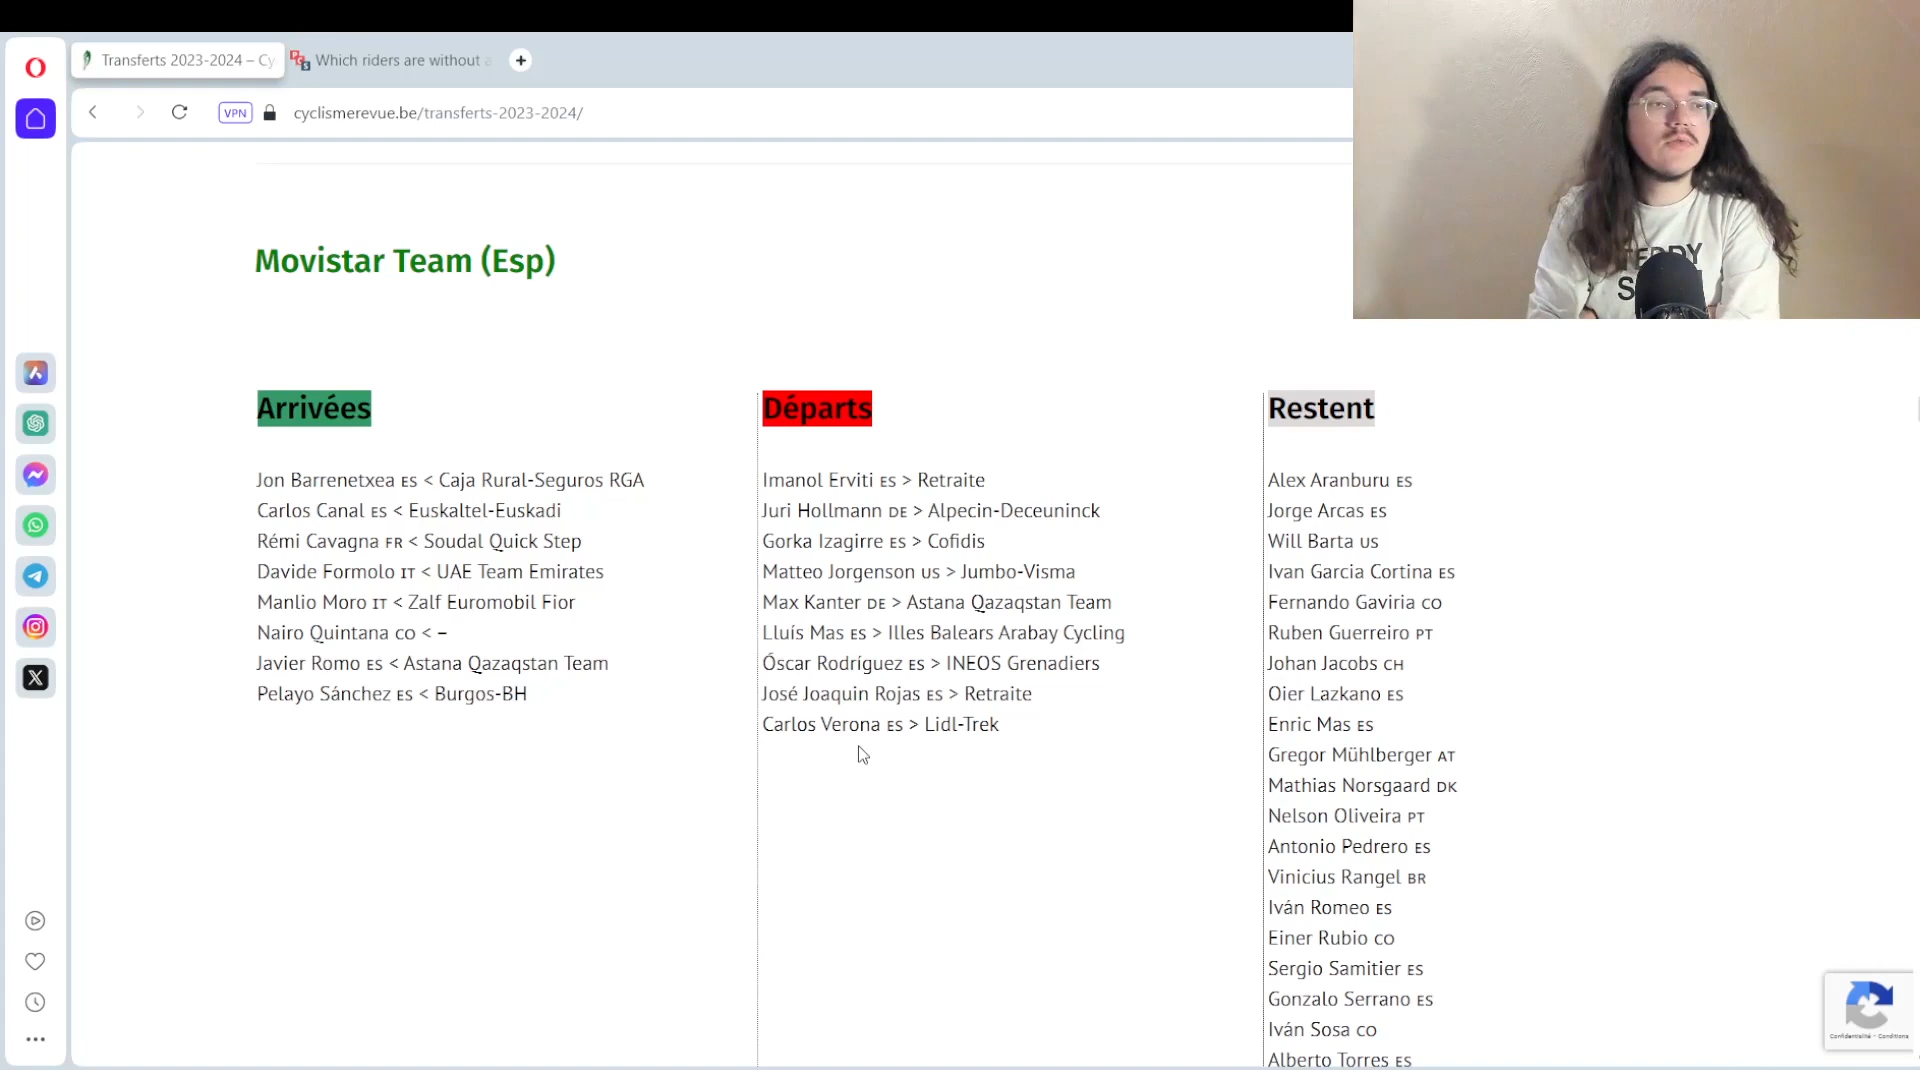 Transferts 2023-2024 – Cy
Which riders are without a
VPN
cyclismerevue.be/transferts-2023-2024/
TEDDY
S
Movistar Team (Esp)
Arrivées
Jon Barrenetxea ES < Caja Rural-Seguros RGA
Carlos Canal ES < Euskaltel-Euskadi
Rémi Cavagna FR < Soudal Quick Step
Davide Formolo IT < UAE Team Emirates
Manlio Moro IT < Zalf Euromobil Fior
Nairo Quintana CO < –
Javier Romo ES < Astana Qazaqstan Team
Pelayo Sánchez ES < Burgos-BH
Départs
Imanol Erviti ES > Retraite
Juri Hollmann DE > Alpecin-Deceuninck
Gorka Izagirre ES > Cofidis
Matteo Jorgenson US > Jumbo-Visma
Max Kanter DE > Astana Qazaqstan Team
Lluís Mas ES > Illes Balears Arabay Cycling
Óscar Rodríguez ES > INEOS Grenadiers
José Joaquin Rojas ES > Retraite
Carlos Verona ES > Lidl-Trek
Restent
Alex Aranburu ES
Jorge Arcas ES
Will Barta US
Ivan Garcia Cortina ES
Fernando Gaviria CO
Ruben Guerreiro PT
Johan Jacobs CH
Oier Lazkano ES
Enric Mas ES
Gregor Mühlberger AT
Mathias Norsgaard DK
Nelson Oliveira PT
Antonio Pedrero ES
Vinicius Rangel BR
Iván Romeo ES
Einer Rubio CO
Sergio Samitier ES
Gonzalo Serrano ES
Iván Sosa CO
Alberto Torres ES
Confidentialité - Conditions